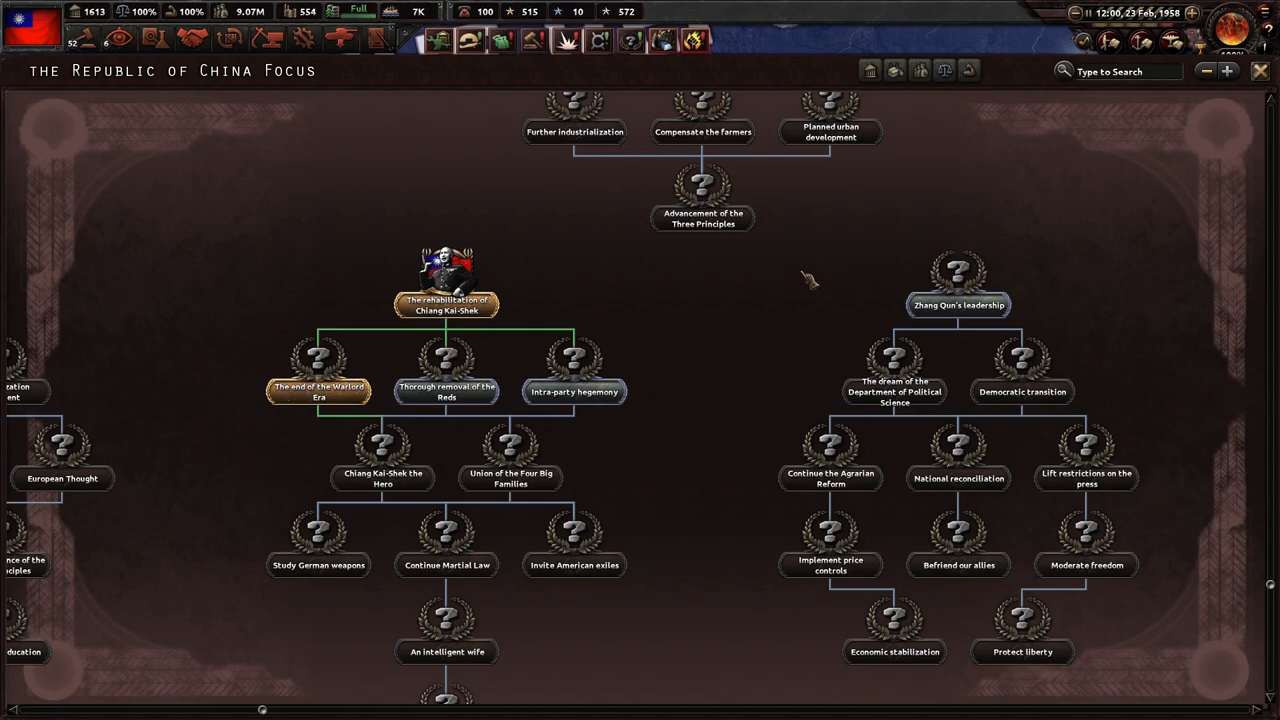 1613 100% 100% 9.07M 554 Full 7K 100 515 10 572 12:00, 23 Feb, 1958
52 6 100%
THE REPUBLIC OF CHINA FOCUS
Type to Search
Further industrialization
Compensate the farmers
Planned urban
development
Advancement of the
Three Principles
The rehabilitation of
Chiang Kai-Shek
Zhang Qun's leadership
The end of the Warlord
Era
Thorough removal of the
Reds
Intra-party hegemony
The dream of the
Department of Political
Science
Democratic transition
European Thought
Chiang Kai-Shek the
Hero
Union of the Four Big
Families
Continue the Agrarian
Reform
National reconciliation
Lift restrictions on the
press
Study German weapons
Continue Martial Law
Invite American exiles
Implement price
controls
Befriend our allies
Moderate freedom
An intelligent wife
Economic stabilization
Protect liberty